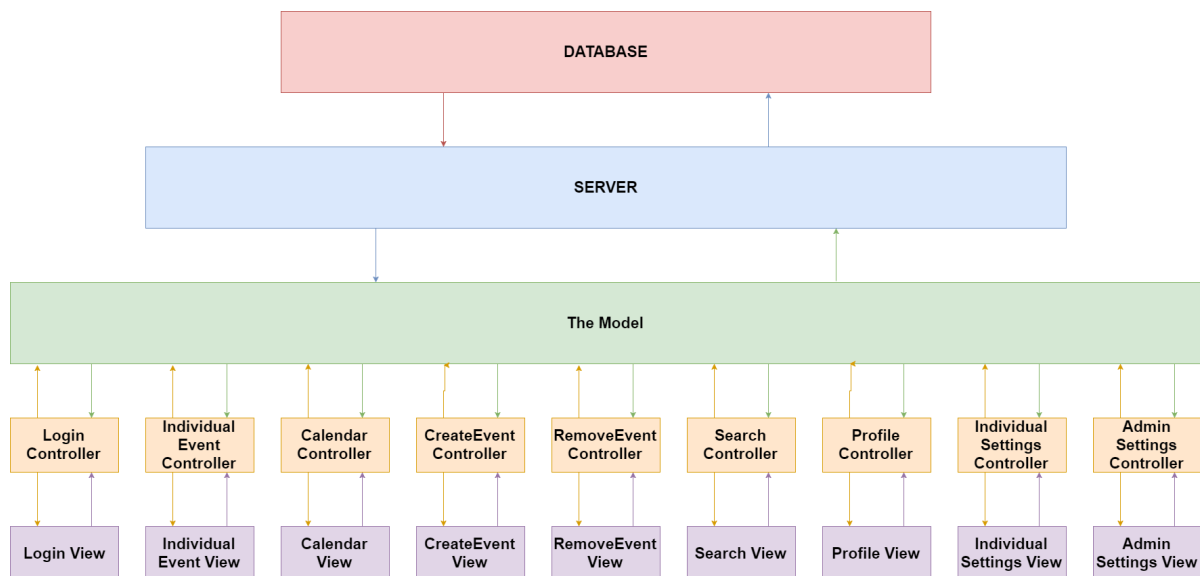 DATABASE
SERVER
The Model
Login
Controller
Individual
Event
Controller
Calendar
Controller
CreateEvent
Controller
RemoveEvent
Controller
Search
Controller
Profile
Controller
Individual
Settings
Controller
Admin
Settings
Controller
Login View
Individual
Event View
Calendar
View
CreateEvent
View
RemoveEvent
View
Search View
Profile View
Individual
Settings View
Admin
Settings View